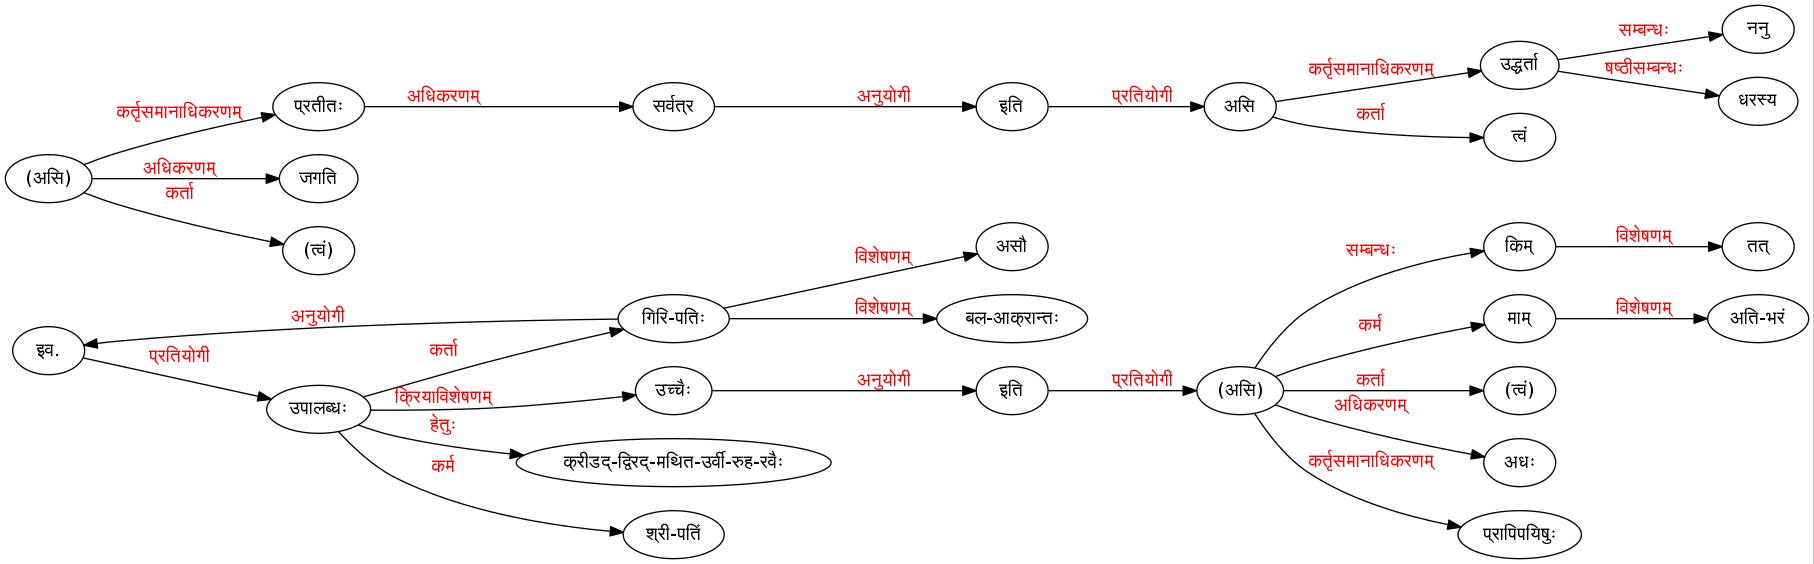 ननु
सम्बन्धः
उद्धर्ता
कर्तृसमानाधिकरणम्
षष्ठीसम्बन्धः
धरस्य
कर्तृसमानाधिकरणम्
प्रतीतः
अधिकरणम्
सर्वत्र
अनुयोगी
इति
प्रतियोगी
असि
कर्ता
त्वं
(असि)
अधिकरणम्
जगति
कर्ता
(त्वं)
असौ
विशेषणम्
सम्बन्धः
किम्
विशेषणम्
तत्
अनुयोगी
गिरि-पतिः
विशेषणम्
बल-आक्रान्तः
कर्म
माम्
विशेषणम्
अति-भरं
इव.
प्रतियोगी
कर्ता
उपालब्धः
क्रियाविशेषणम्
उच्चैः
अनुयोगी
इति
प्रतियोगी
(असि)
कर्ता
(त्वं)
अधिकरणम्
हेतुः
क्रीडद्-द्विरद्-मथित-उर्वी-रुह-रवैः
कर्तृसमानाधिकरणम्
अधः
कर्म
श्री-पतिं
प्रापिपयिषुः